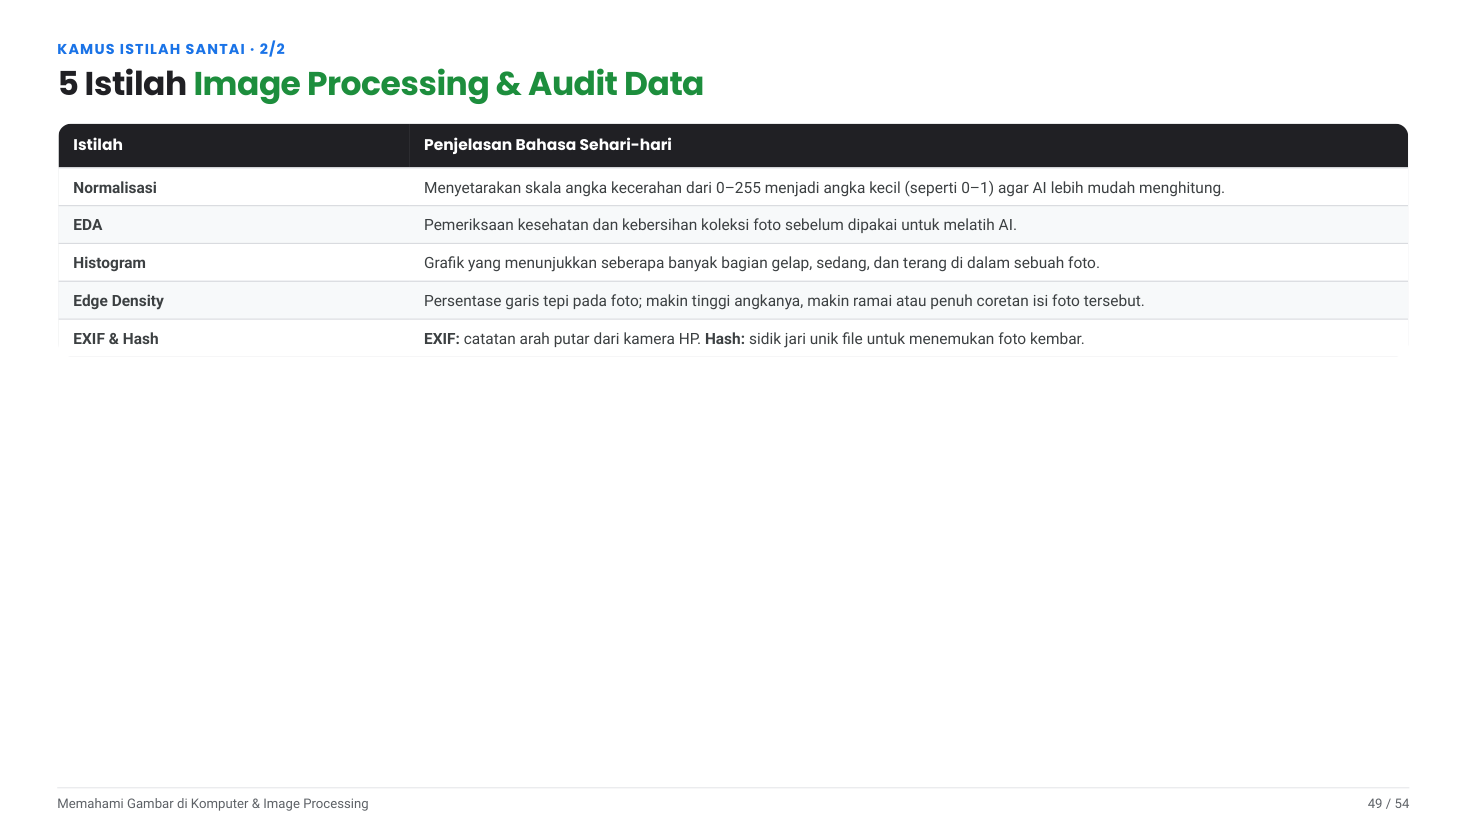 KAMUS ISTILAH SANTAI · 2/2
5 Istilah Image Processing & Audit Data
Istilah Penjelasan Bahasa Sehari-hari
Normalisasi Menyetarakan skala angka kecerahan dari 0–255 menjadi angka kecil (seperti 0–1) agar AI lebih mudah menghitung.
EDA Pemeriksaan kesehatan dan kebersihan koleksi foto sebelum dipakai untuk melatih AI.
Histogram Grafik yang menunjukkan seberapa banyak bagian gelap, sedang, dan terang di dalam sebuah foto.
Edge Density Persentase garis tepi pada foto; makin tinggi angkanya, makin ramai atau penuh coretan isi foto tersebut.
EXIF & Hash EXIF: catatan arah putar dari kamera HP. Hash: sidik jari unik file untuk menemukan foto kembar.
Memahami Gambar di Komputer & Image Processing 49 / 54